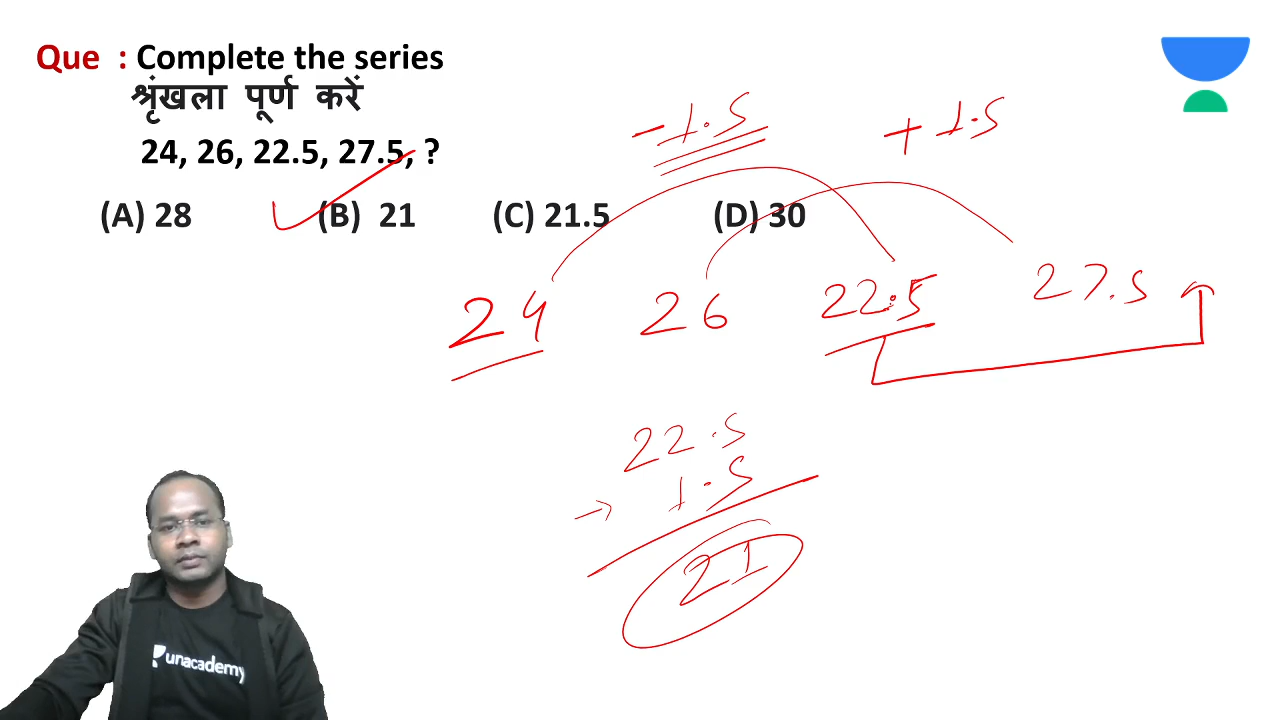 Que : Complete the series
श्रृंखला पूर्ण करें
24, 26, 22.5, 27.5, ?
(A) 28 (B) 21 (C) 21.5 (D) 30
-1.5 +1.5
24 26 22.5 27.5
22.5
→ 1.5
21
unacademy